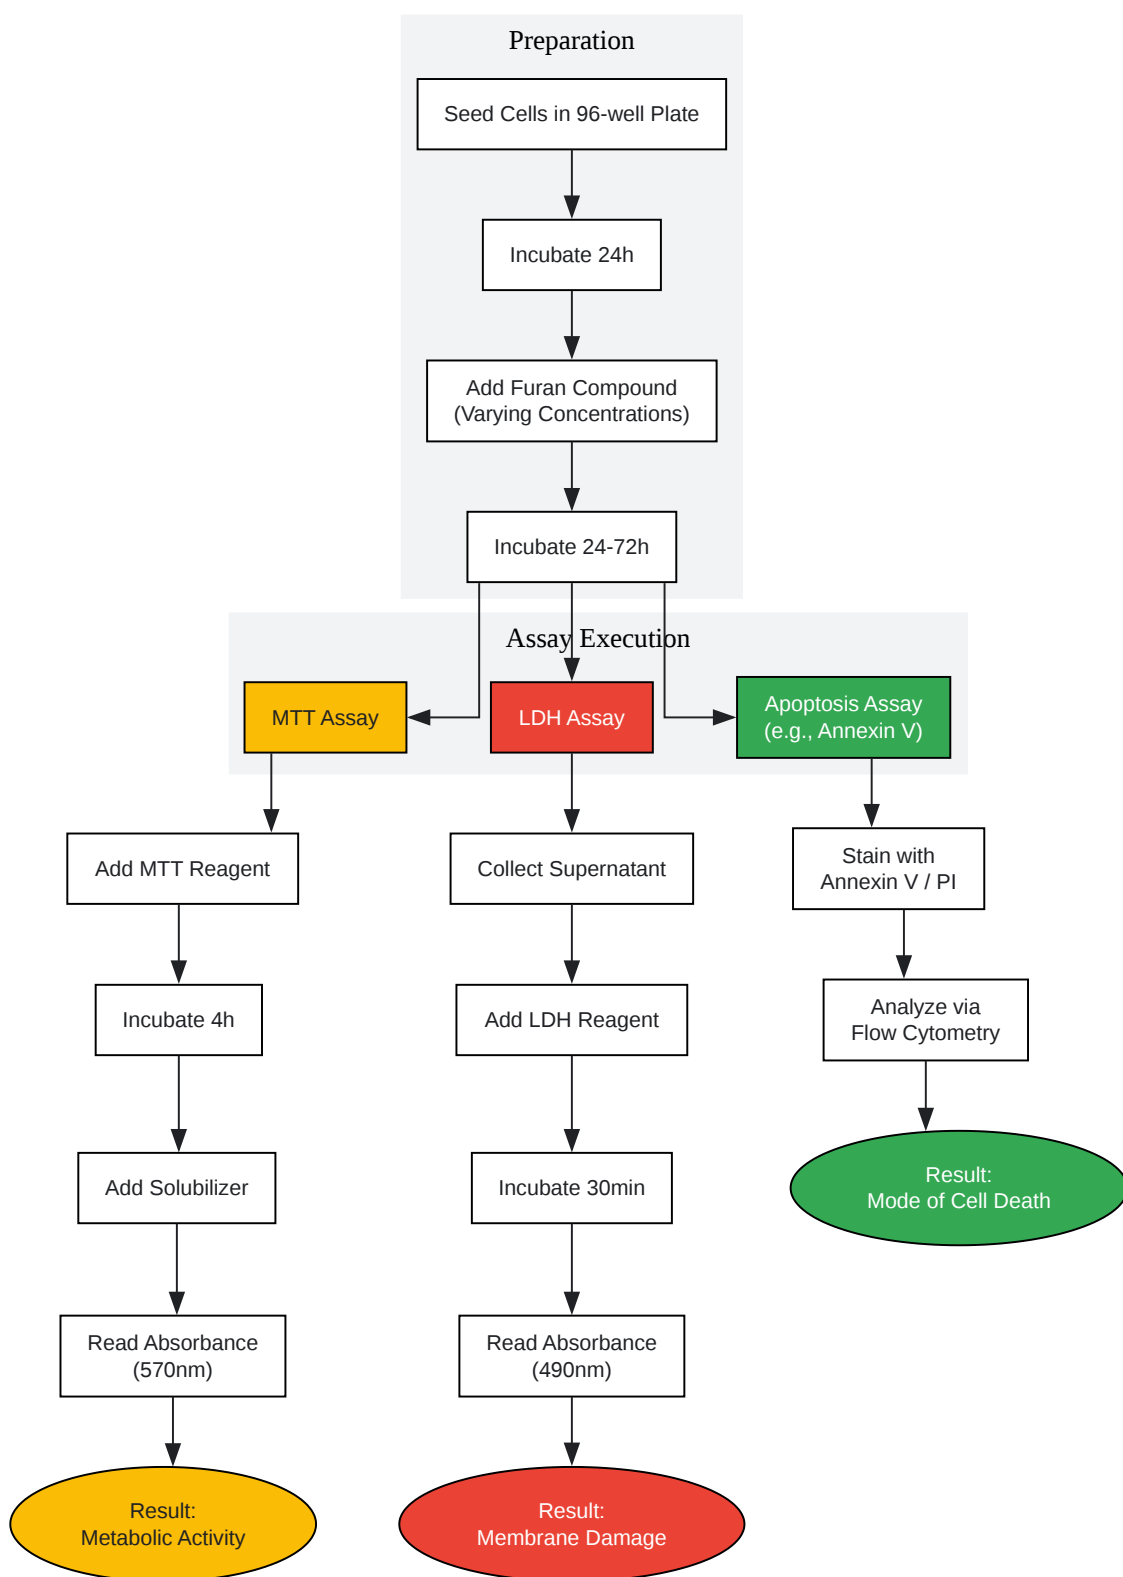 Preparation
Seed Cells in 96-well Plate
Incubate 24h
Add Furan Compound
(Varying Concentrations)
Incubate 24-72h
Assay Execution
MTT Assay
LDH Assay
Apoptosis Assay
(e.g., Annexin V)
Add MTT Reagent
Collect Supernatant
Stain with
Annexin V / PI
Incubate 4h
Add LDH Reagent
Analyze via
Flow Cytometry
Add Solubilizer
Incubate 30min
Result:
Mode of Cell Death
Read Absorbance
(570nm)
Read Absorbance
(490nm)
Result:
Metabolic Activity
Result:
Membrane Damage